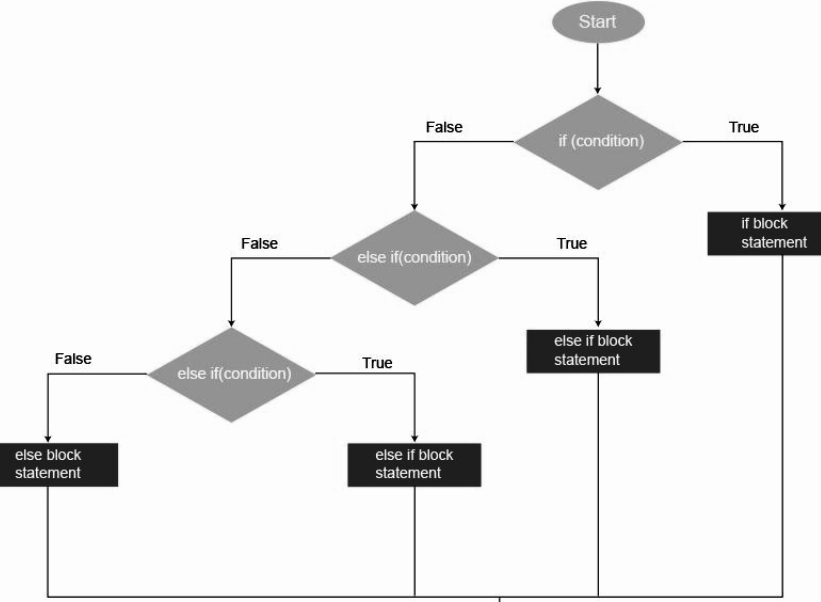 Start
False
True
if (condition)
if block
statement
False
True
else if(condition)
else if block
statement
False
True
else if(condition)
else block
statement
else if block
statement